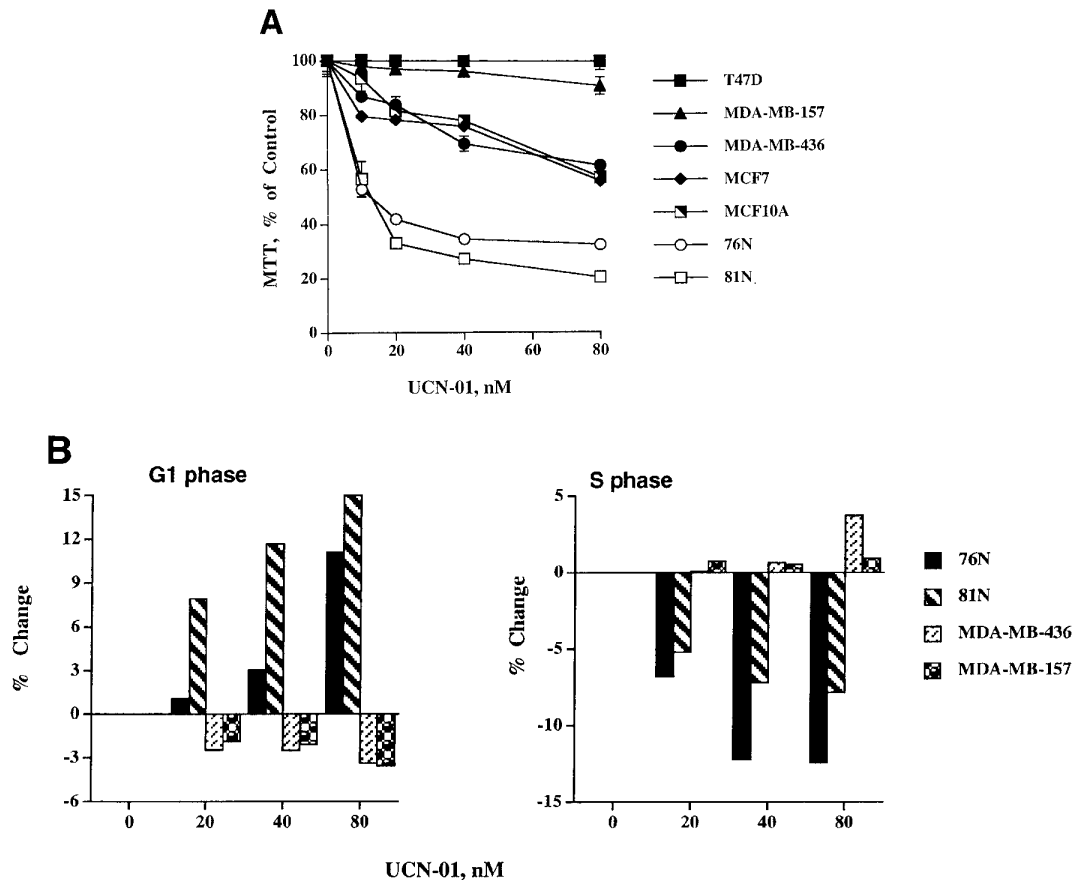 A
100
80
60
40
20
0
MTT, % of Control
0 20 40 60 80
UCN-01, nM
T47D
MDA-MB-157
MDA-MB-436
MCF7
MCF10A
76N
81N
B
G1 phase
15
12
9
6
3
0
-3
-6
% Change
0 20 40 80
S phase
5
0
-5
-10
-15
% Change
0 20 40 80
76N
81N
MDA-MB-436
MDA-MB-157
UCN-01, nM